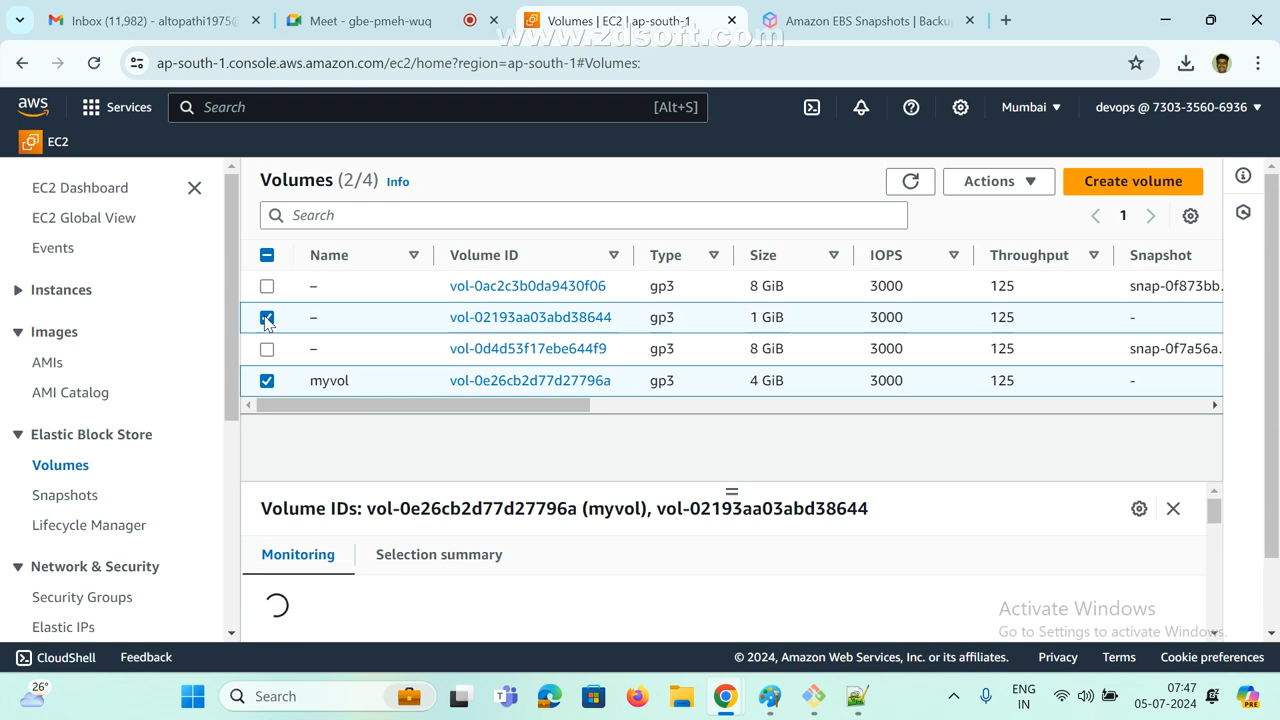 Inbox (11,982) - altopathi1975@
Meet - gbe-pmeh-wuq
Volumes | EC2 | ap-south-1
Amazon EBS Snapshots | Backu
www.zdsoft.com
ap-south-1.console.aws.amazon.com/ec2/home?region=ap-south-1#Volumes:
aws
Services
Search
[Alt+S]
Mumbai
devops @ 7303-3560-6936
EC2
EC2 Dashboard
EC2 Global View
Events
Instances
Images
AMIs
AMI Catalog
Elastic Block Store
Volumes
Snapshots
Lifecycle Manager
Network & Security
Security Groups
Elastic IPs
Volumes (2/4) Info
Actions
Create volume
Search
1
Name Volume ID Type Size IOPS Throughput Snapshot
– vol-0ac2c3b0da9430f06 gp3 8 GiB 3000 125 snap-0f873bb.
– vol-02193aa03abd38644 gp3 1 GiB 3000 125 -
– vol-0d4d53f17ebe644f9 gp3 8 GiB 3000 125 snap-0f7a56a.
myvol vol-0e26cb2d77d27796a gp3 4 GiB 3000 125 -
Volume IDs: vol-0e26cb2d77d27796a (myvol), vol-02193aa03abd38644
Monitoring
Selection summary
Activate Windows
Go to Settings to activate Windows.
CloudShell
Feedback
© 2024, Amazon Web Services, Inc. or its affiliates.
Privacy
Terms
Cookie preferences
26°
Search
ENG
IN
07:47
05-07-2024
PRE